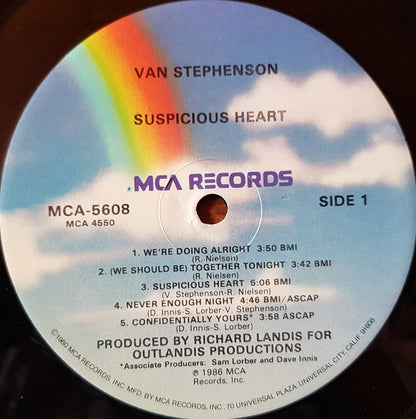 VAN STEPHENSON
SUSPICIOUS HEART
MCA RECORDS
MCA-5608
MCA 4550
SIDE 1
1. WE'RE DOING ALRIGHT 3:50 BMI
(R. Nielsen)
2. (WE SHOULD BE) TOGETHER TONIGHT 3:42 BMI
(R. Nielsen)
3. SUSPICIOUS HEART 5:06 BMI
(V. Stephenson-R. Nielsen)
4. NEVER ENOUGH NIGHT 4:46 BMI/ASCAP
(D. Innis-S. Lorber-V. Stephenson)
5. CONFIDENTIALLY YOURS* 3:58 ASCAP
(D. Innis-S. Lorber)
PRODUCED BY RICHARD LANDIS FOR
OUTLANDIS PRODUCTIONS
*Associate Producers: Sam Lorber and Dave Innis
℗ 1986 MCA
Records, Inc.
©1980 MCA RECORDS, INC. MFD. BY MCA RECORDS, INC., 70 UNIVERSAL PLAZA, UNIVERSAL CITY, CALIF. 91608